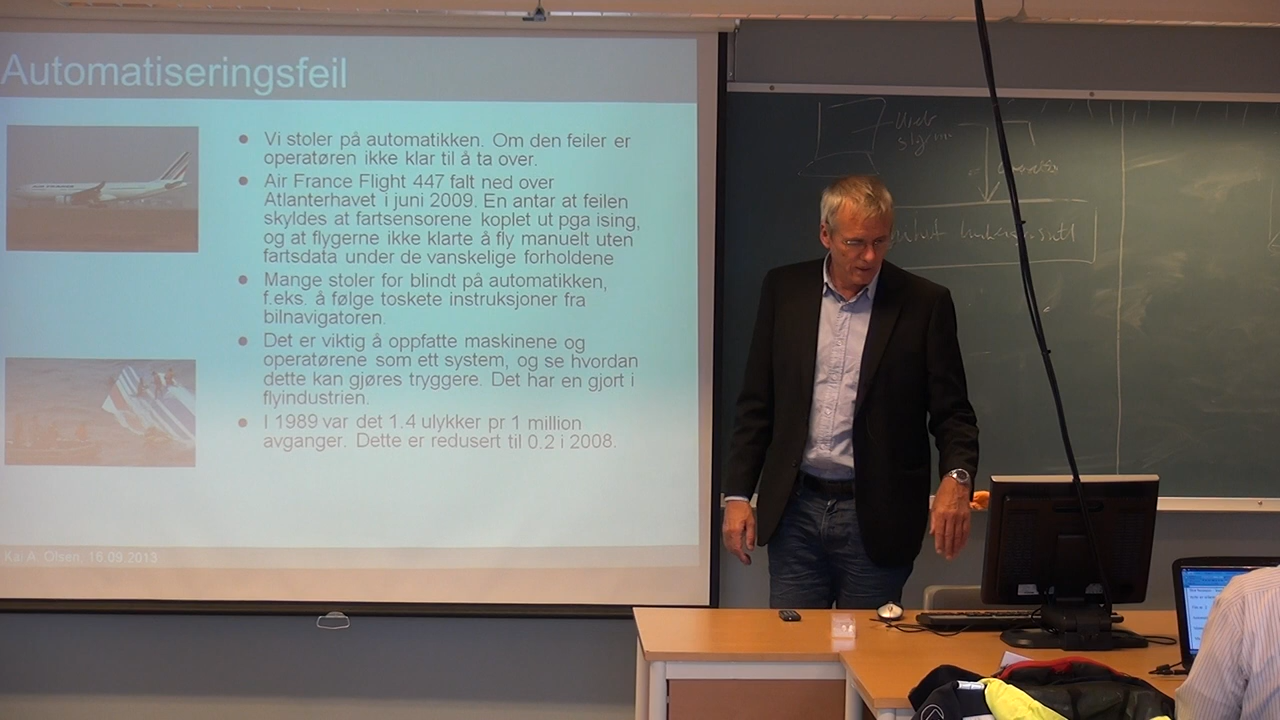 Automatiseringsfeil
Vi stoler på automatikken. Om den feiler er
operatøren ikke klar til å ta over.
Air France Flight 447 falt ned over
Atlanterhavet i juni 2009. En antar at feilen
skyldes at fartsensorene koplet ut pga ising,
og at flygerne ikke klarte å fly manuelt uten
fartsdata under de vanskelige forholdene
Mange stoler for blindt på automatikken,
f.eks. å følge toskete instruksjoner fra
bilnavigatoren.
Det er viktig å oppfatte maskinene og
operatørene som ett system, og se hvordan
dette kan gjøres tryggere. Det har en gjort i
flyindustrien.
I 1989 var det 1.4 ulykker pr 1 million
avganger. Dette er redusert til 0.2 i 2008.
Kai A. Olsen, 16.09.2013